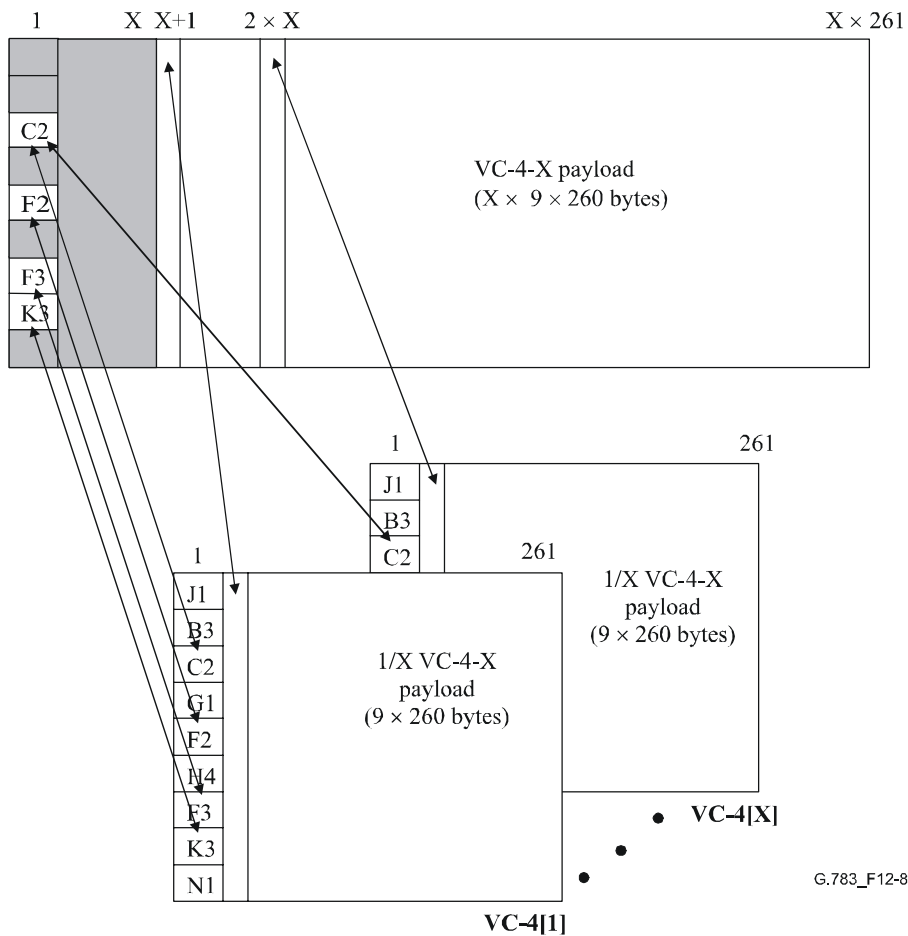 1 X X+1 2 × X X × 261
C2
F2
F3
K3
VC-4-X payload
(X × 9 × 260 bytes)
1 261
J1
B3
C2
1/X VC-4-X
payload
(9 × 260 bytes)
VC-4[X]
1 261
J1
B3
C2
G1
F2
H4
F3
K3
N1
1/X VC-4-X
payload
(9 × 260 bytes)
VC-4[1]
G.783_F12-8